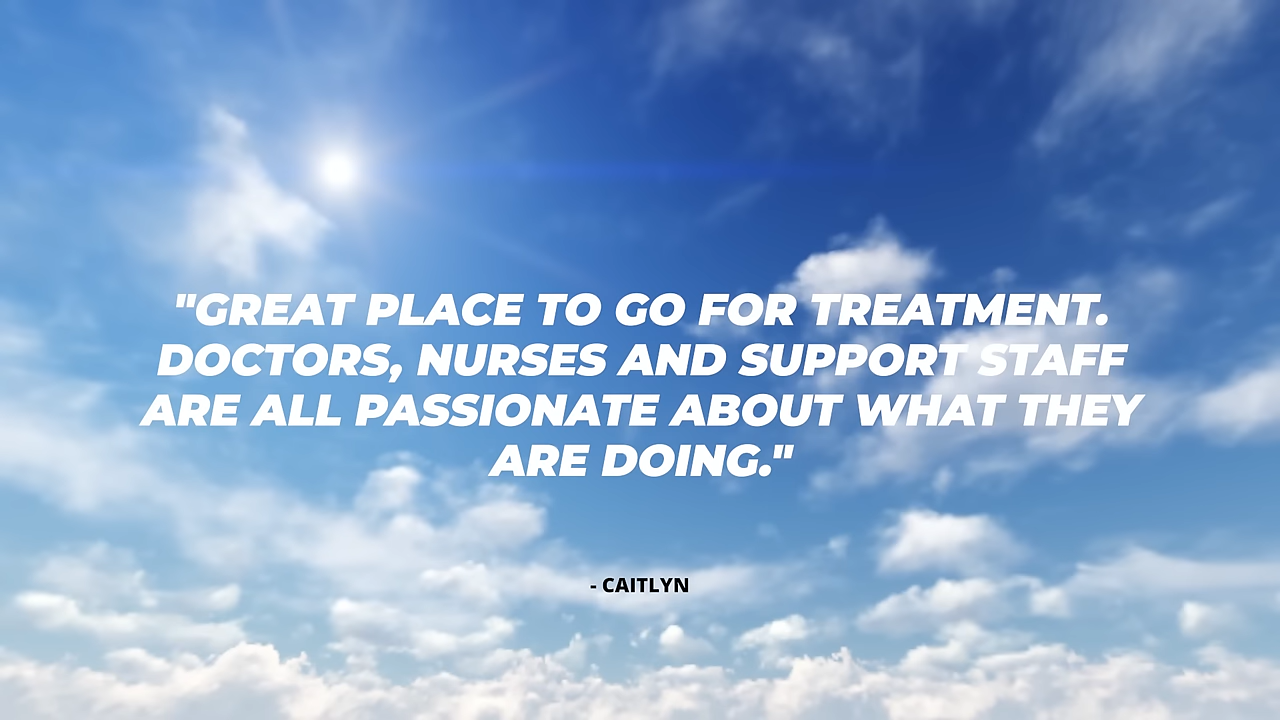 "GREAT PLACE TO GO FOR TREATMENT.
DOCTORS, NURSES AND SUPPORT STAFF
ARE ALL PASSIONATE ABOUT WHAT THEY
ARE DOING."
- CAITLYN